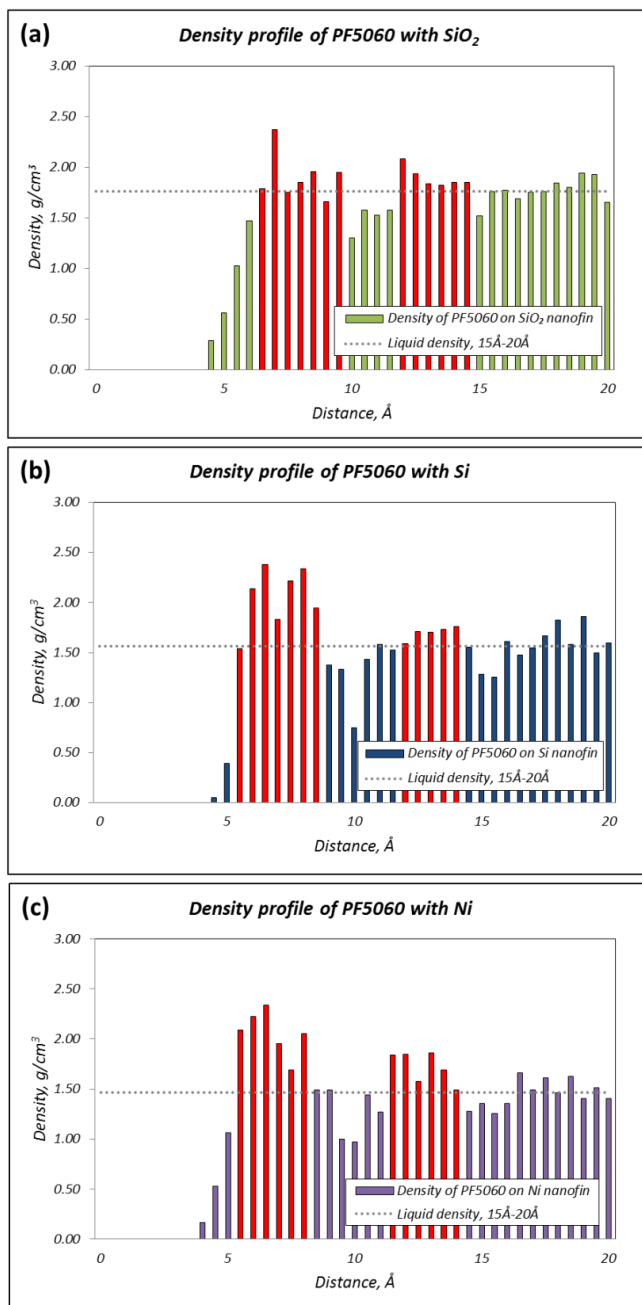 (a)
Density profile of PF5060 with SiO₂
3.00
2.50
2.00
1.50
1.00
0.50
0.00
Density, g/cm³
Density of PF5060 on SiO₂ nanofin
Liquid density, 15Å-20Å
0 5 10 15 20
Distance, Å
(b)
Density profile of PF5060 with Si
3.00
2.50
2.00
1.50
1.00
0.50
0.00
Density, g/cm³
Density of PF5060 on Si nanofin
Liquid density, 15Å-20Å
0 5 10 15 20
Distance, Å
(c)
Density profile of PF5060 with Ni
3.00
2.50
2.00
1.50
1.00
0.50
0.00
Density, g/cm³
Density of PF5060 on Ni nanofin
Liquid density, 15Å-20Å
0 5 10 15 20
Distance, Å